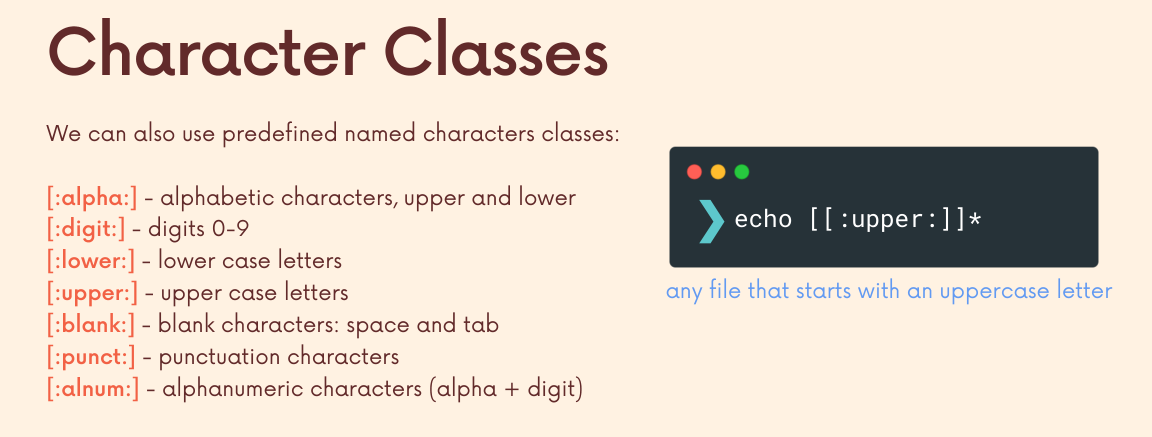 Character Classes
We can also use predefined named characters classes:
[:alpha:] - alphabetic characters, upper and lower
[:digit:] - digits 0-9
[:lower:] - lower case letters
[:upper:] - upper case letters
[:blank:] - blank characters: space and tab
[:punct:] - punctuation characters
[:alnum:] - alphanumeric characters (alpha + digit)
❯ echo [[:upper:]]*
any file that starts with an uppercase letter